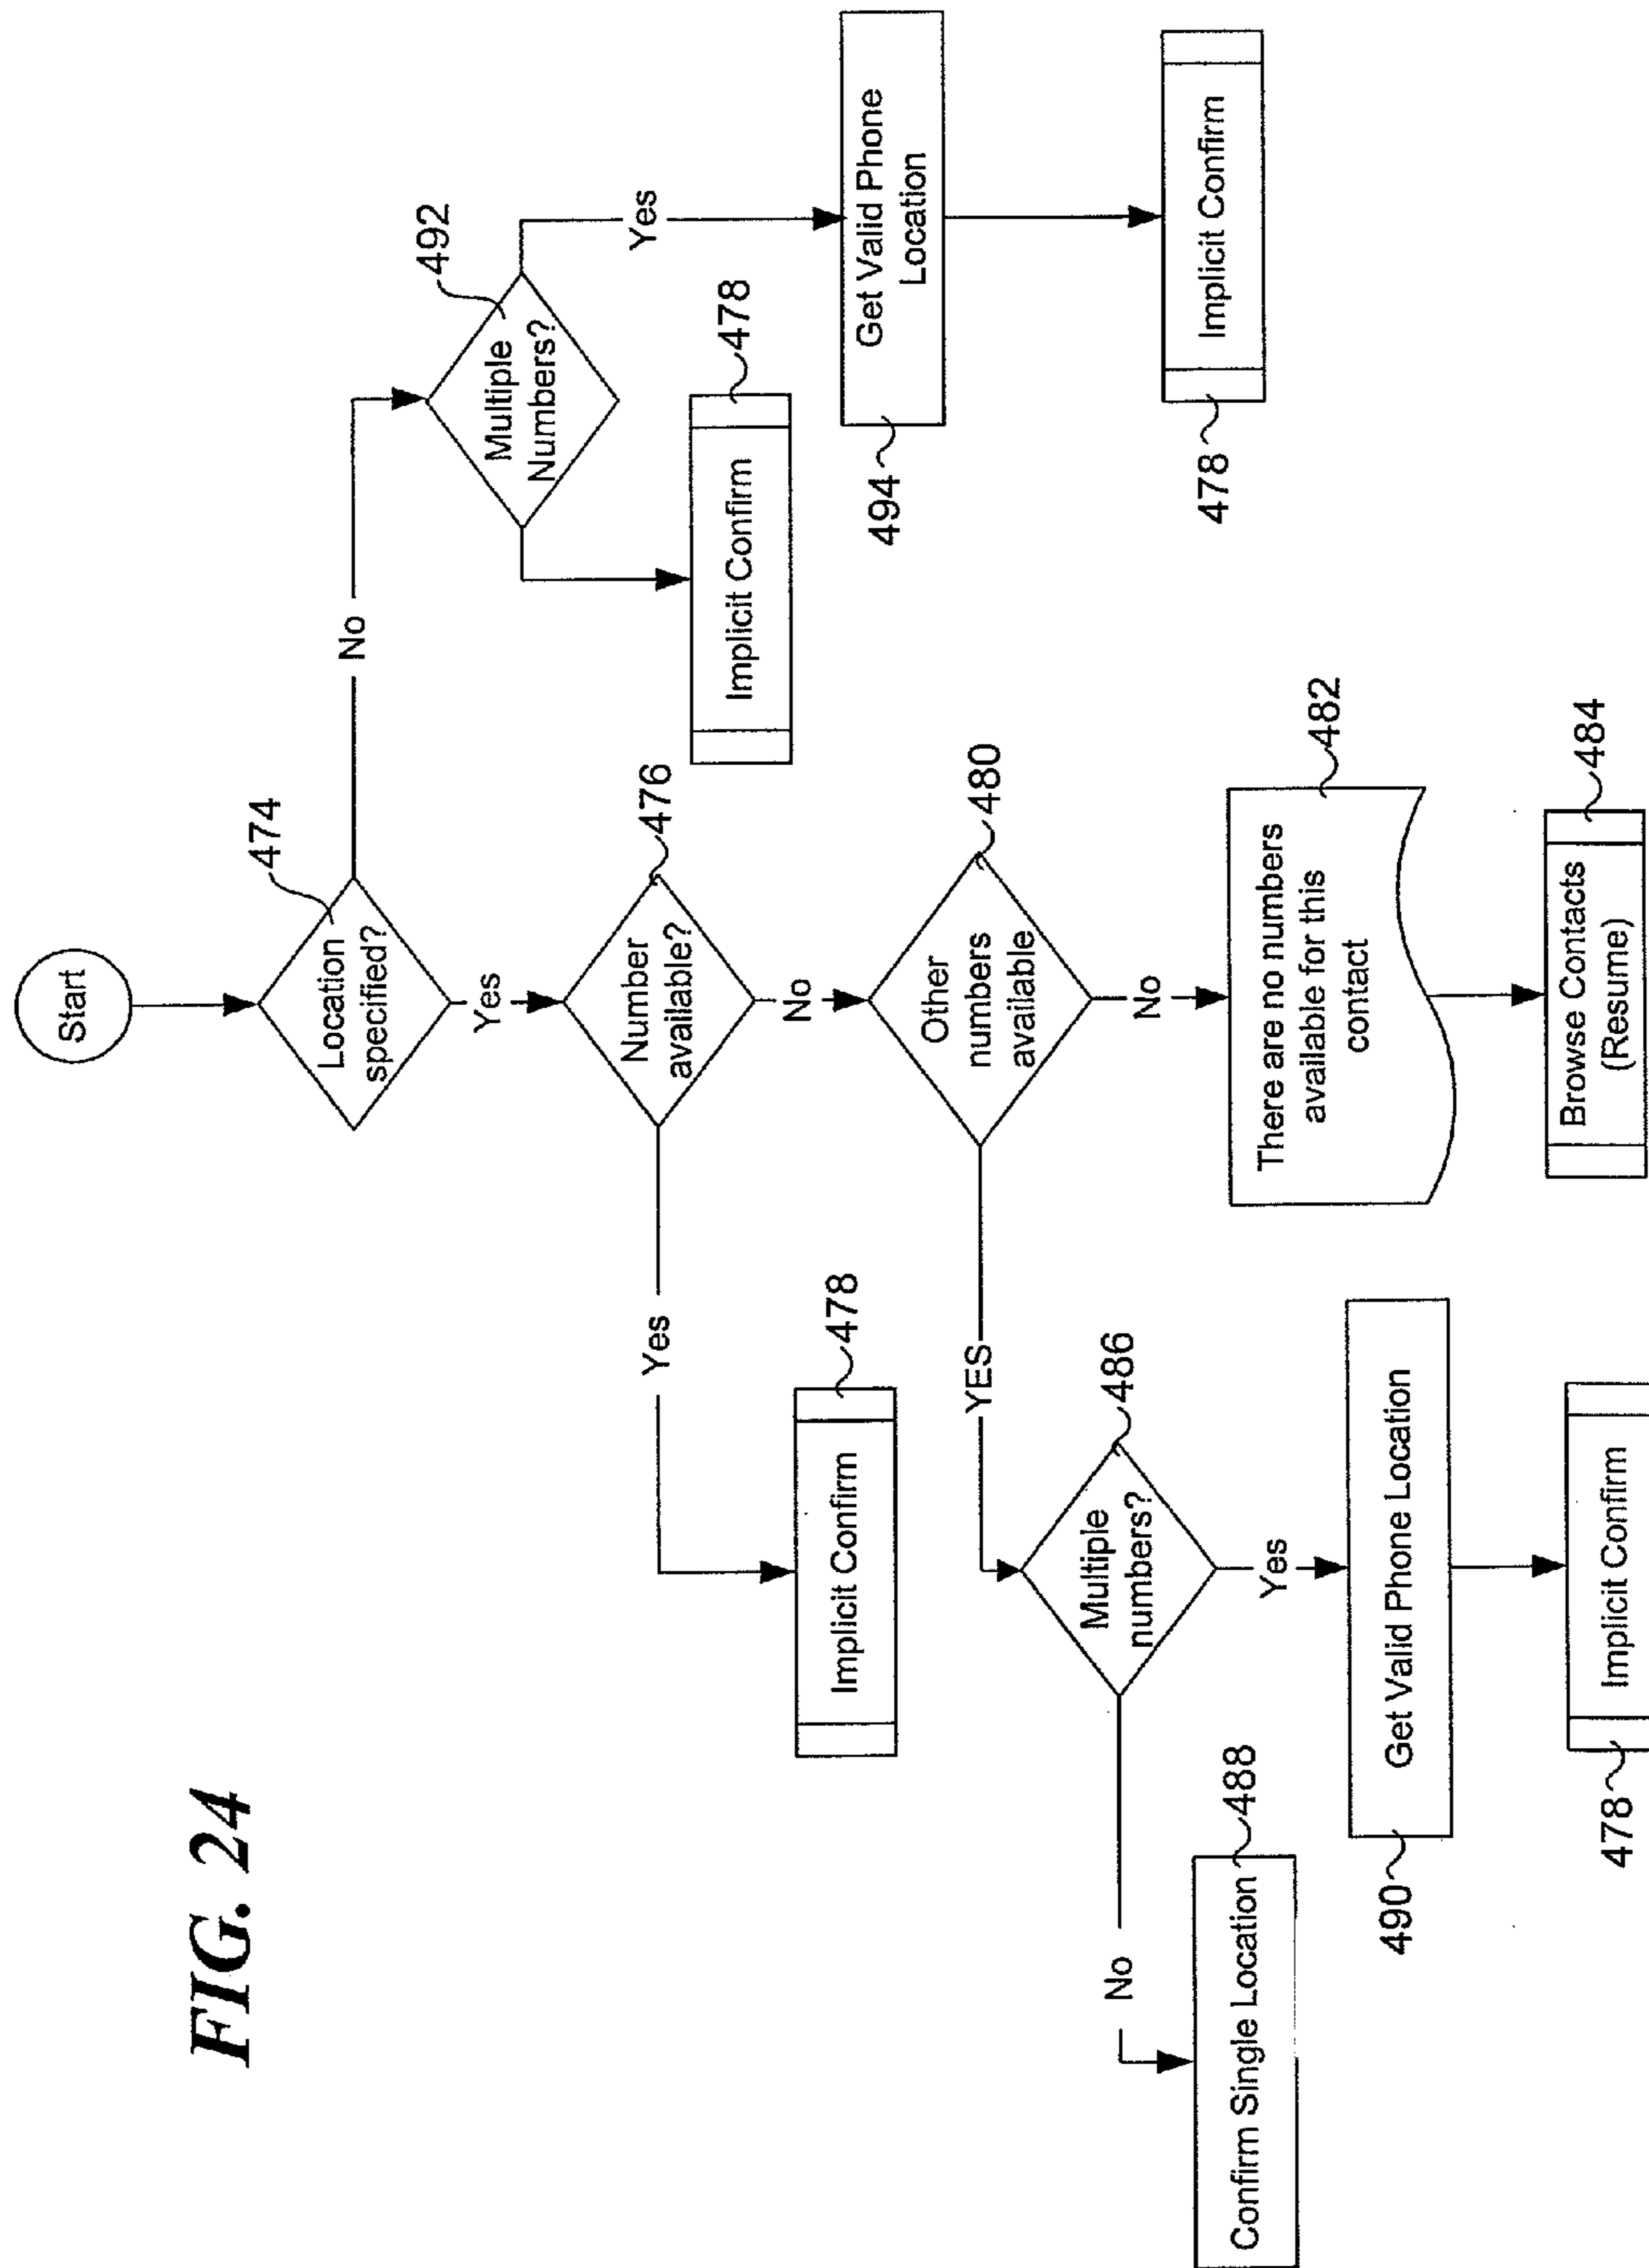 FIG. 24
Start
474
Location
specified?
No
Yes
492
Multiple
Numbers?
Yes
478
Implicit Confirm
494
Get Valid Phone
Location
478
Implicit Confirm
476
Number
available?
Yes
No
478
Implicit Confirm
480
Other
numbers
available
YES
No
482
There are no numbers
available for this
contact
484
Browse Contacts
(Resume)
486
Multiple
numbers?
No
Yes
488
Confirm Single Location
490
Get Valid Phone Location
478
Implicit Confirm